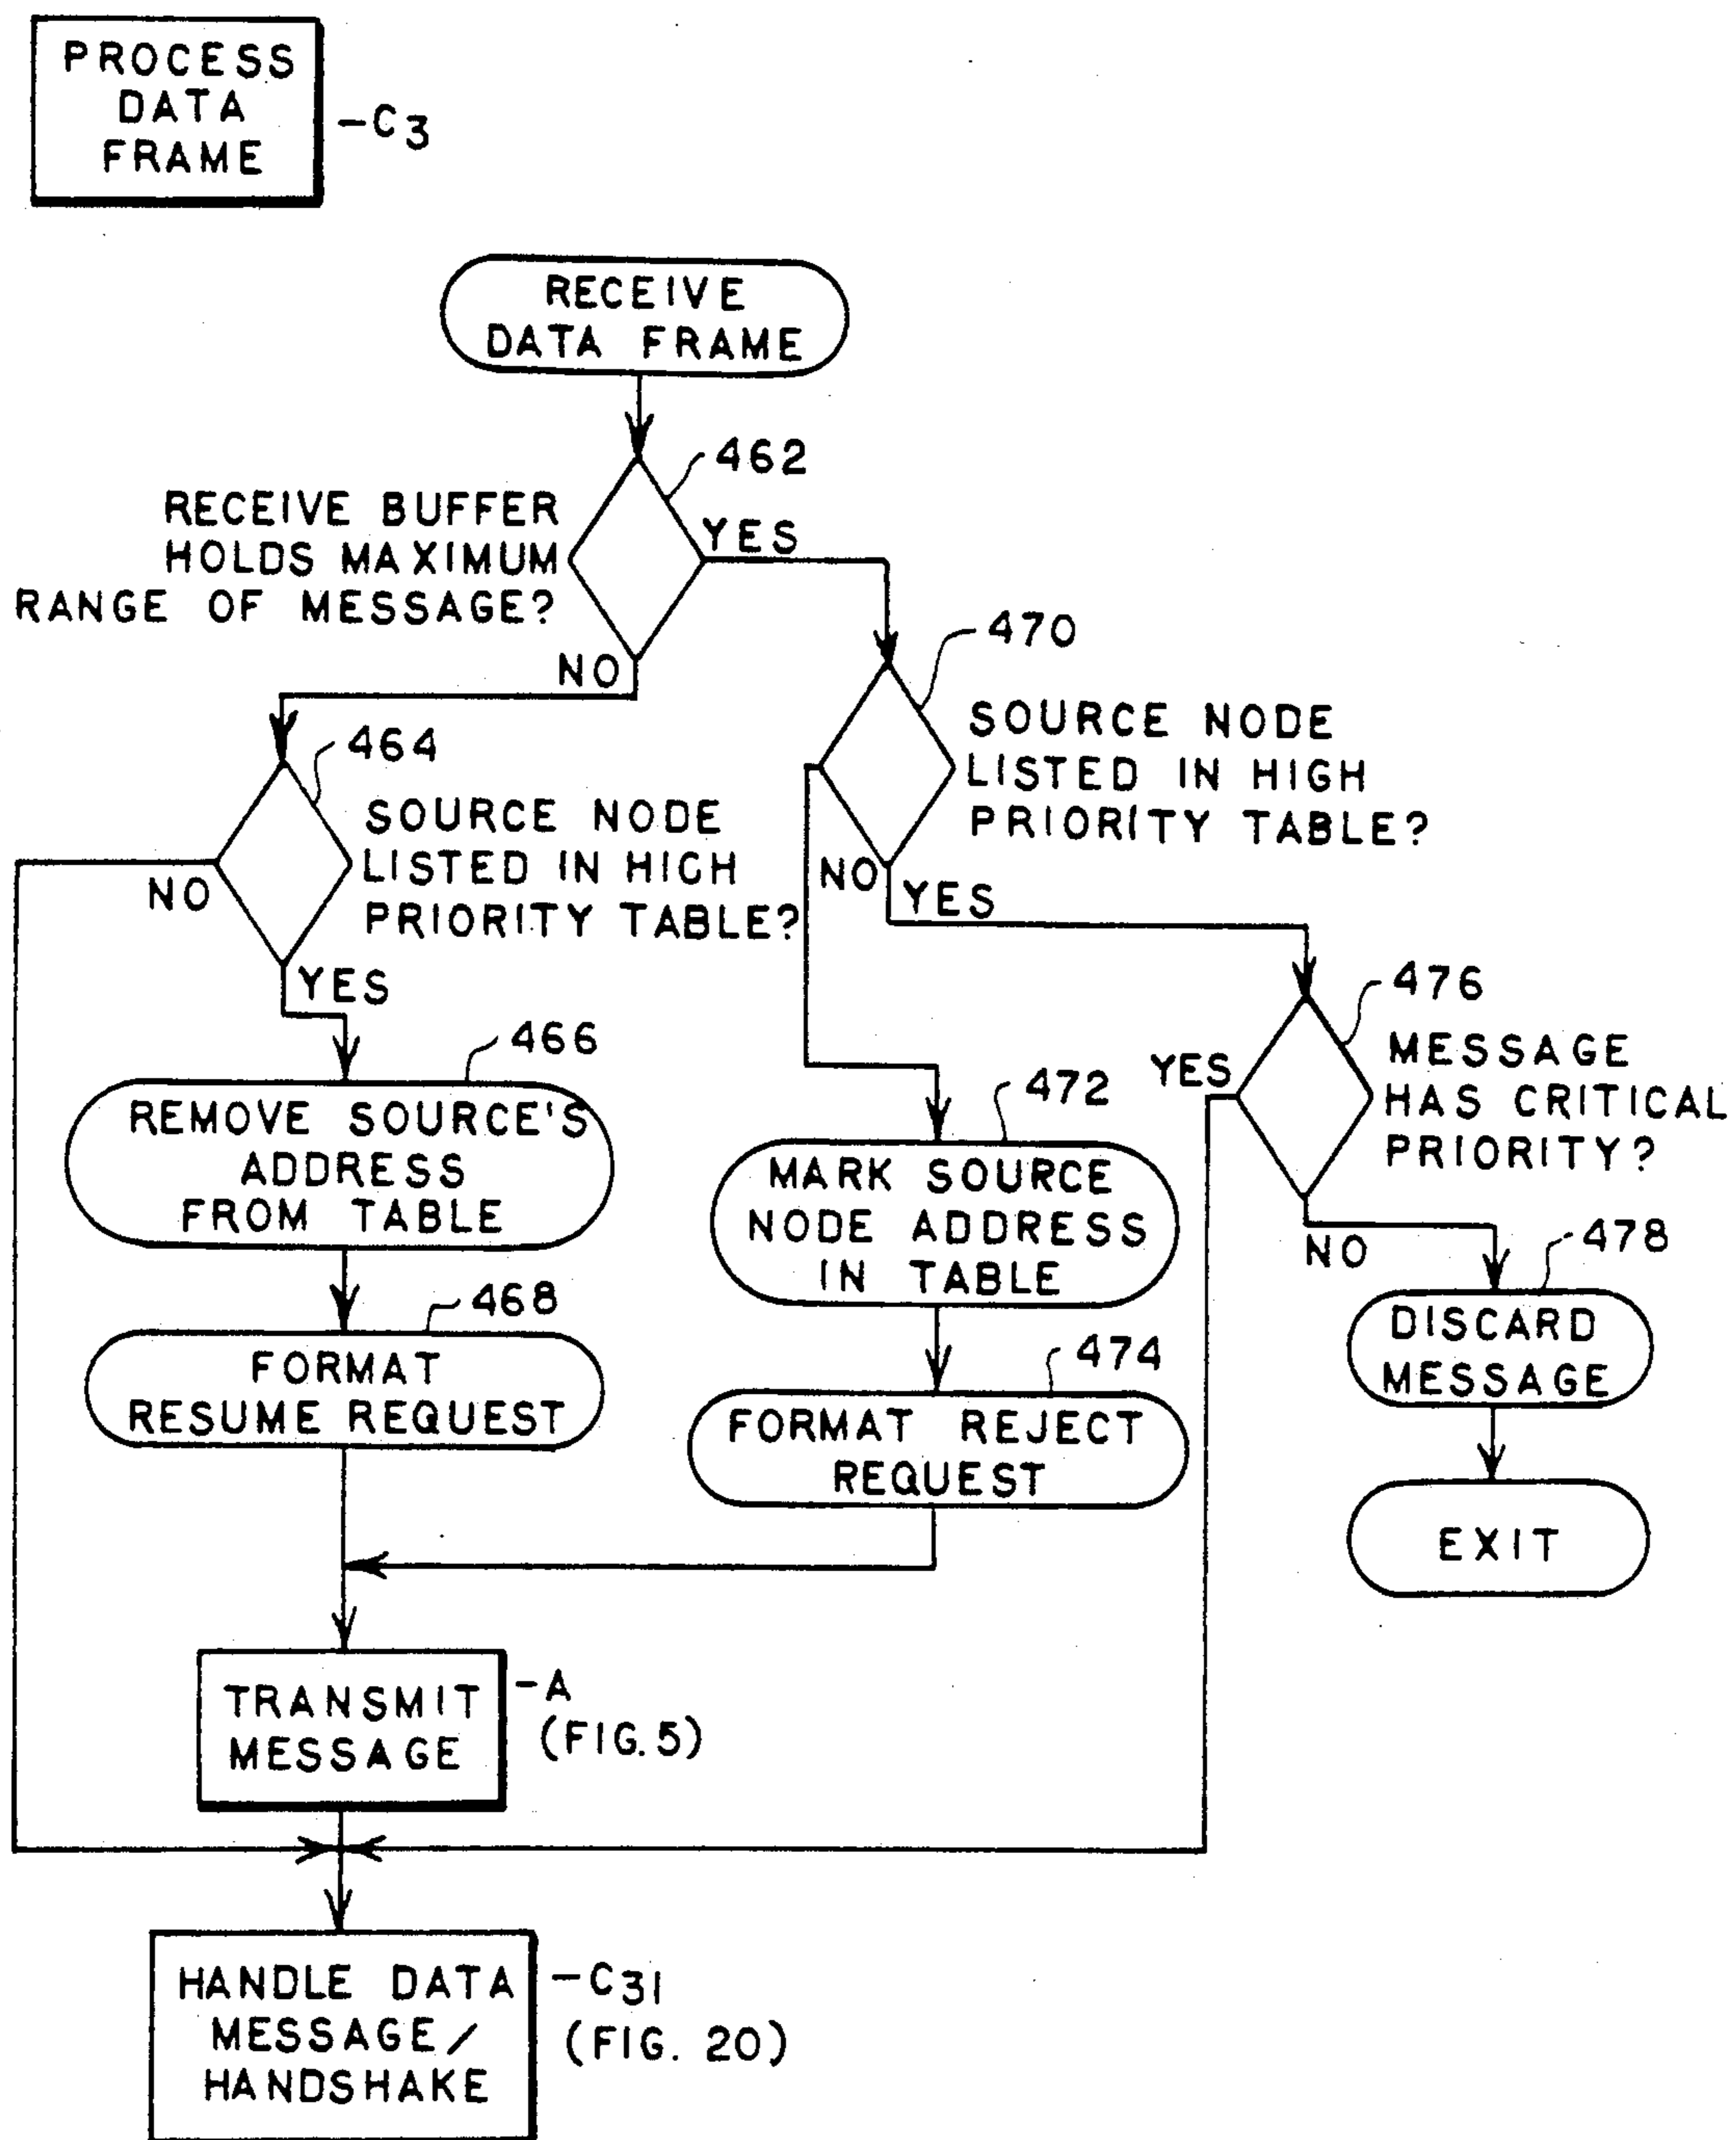 PROCESS
DATA
FRAME
-C3
RECEIVE
DATA FRAME
462
RECEIVE BUFFER
HOLDS MAXIMUM
RANGE OF MESSAGE?
YES
NO
470
SOURCE NODE
LISTED IN HIGH
PRIORITY TABLE?
NO
YES
464
SOURCE NODE
LISTED IN HIGH
PRIORITY TABLE?
NO
YES
476
MESSAGE
HAS CRITICAL
PRIORITY?
YES
NO
466
REMOVE SOURCE'S
ADDRESS
FROM TABLE
472
MARK SOURCE
NODE ADDRESS
IN TABLE
478
DISCARD
MESSAGE
468
FORMAT
RESUME REQUEST
474
FORMAT REJECT
REQUEST
EXIT
TRANSMIT
MESSAGE
-A
(FIG. 5)
HANDLE DATA
MESSAGE/
HANDSHAKE
-C31
(FIG. 20)